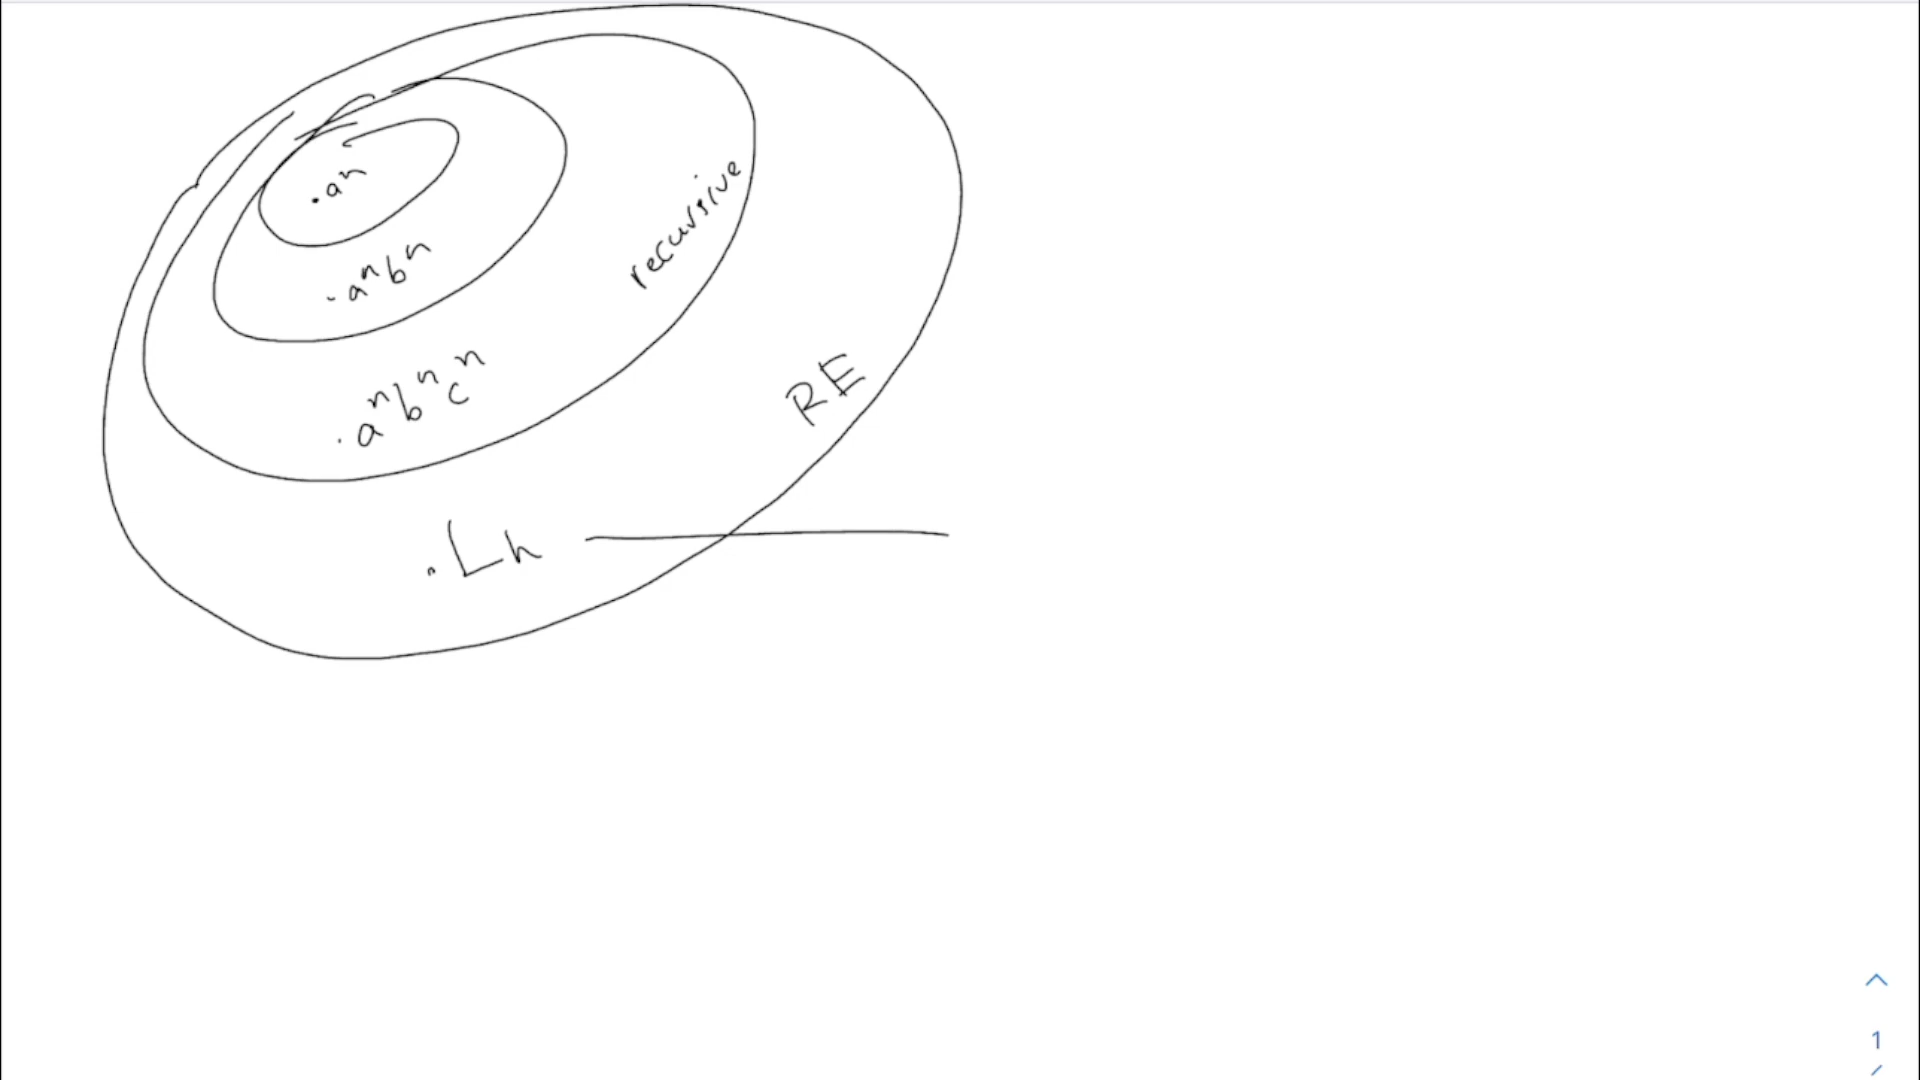 .aⁿ
.aⁿbⁿ
recursive
.aⁿbⁿcⁿ
RE
.Lh
1